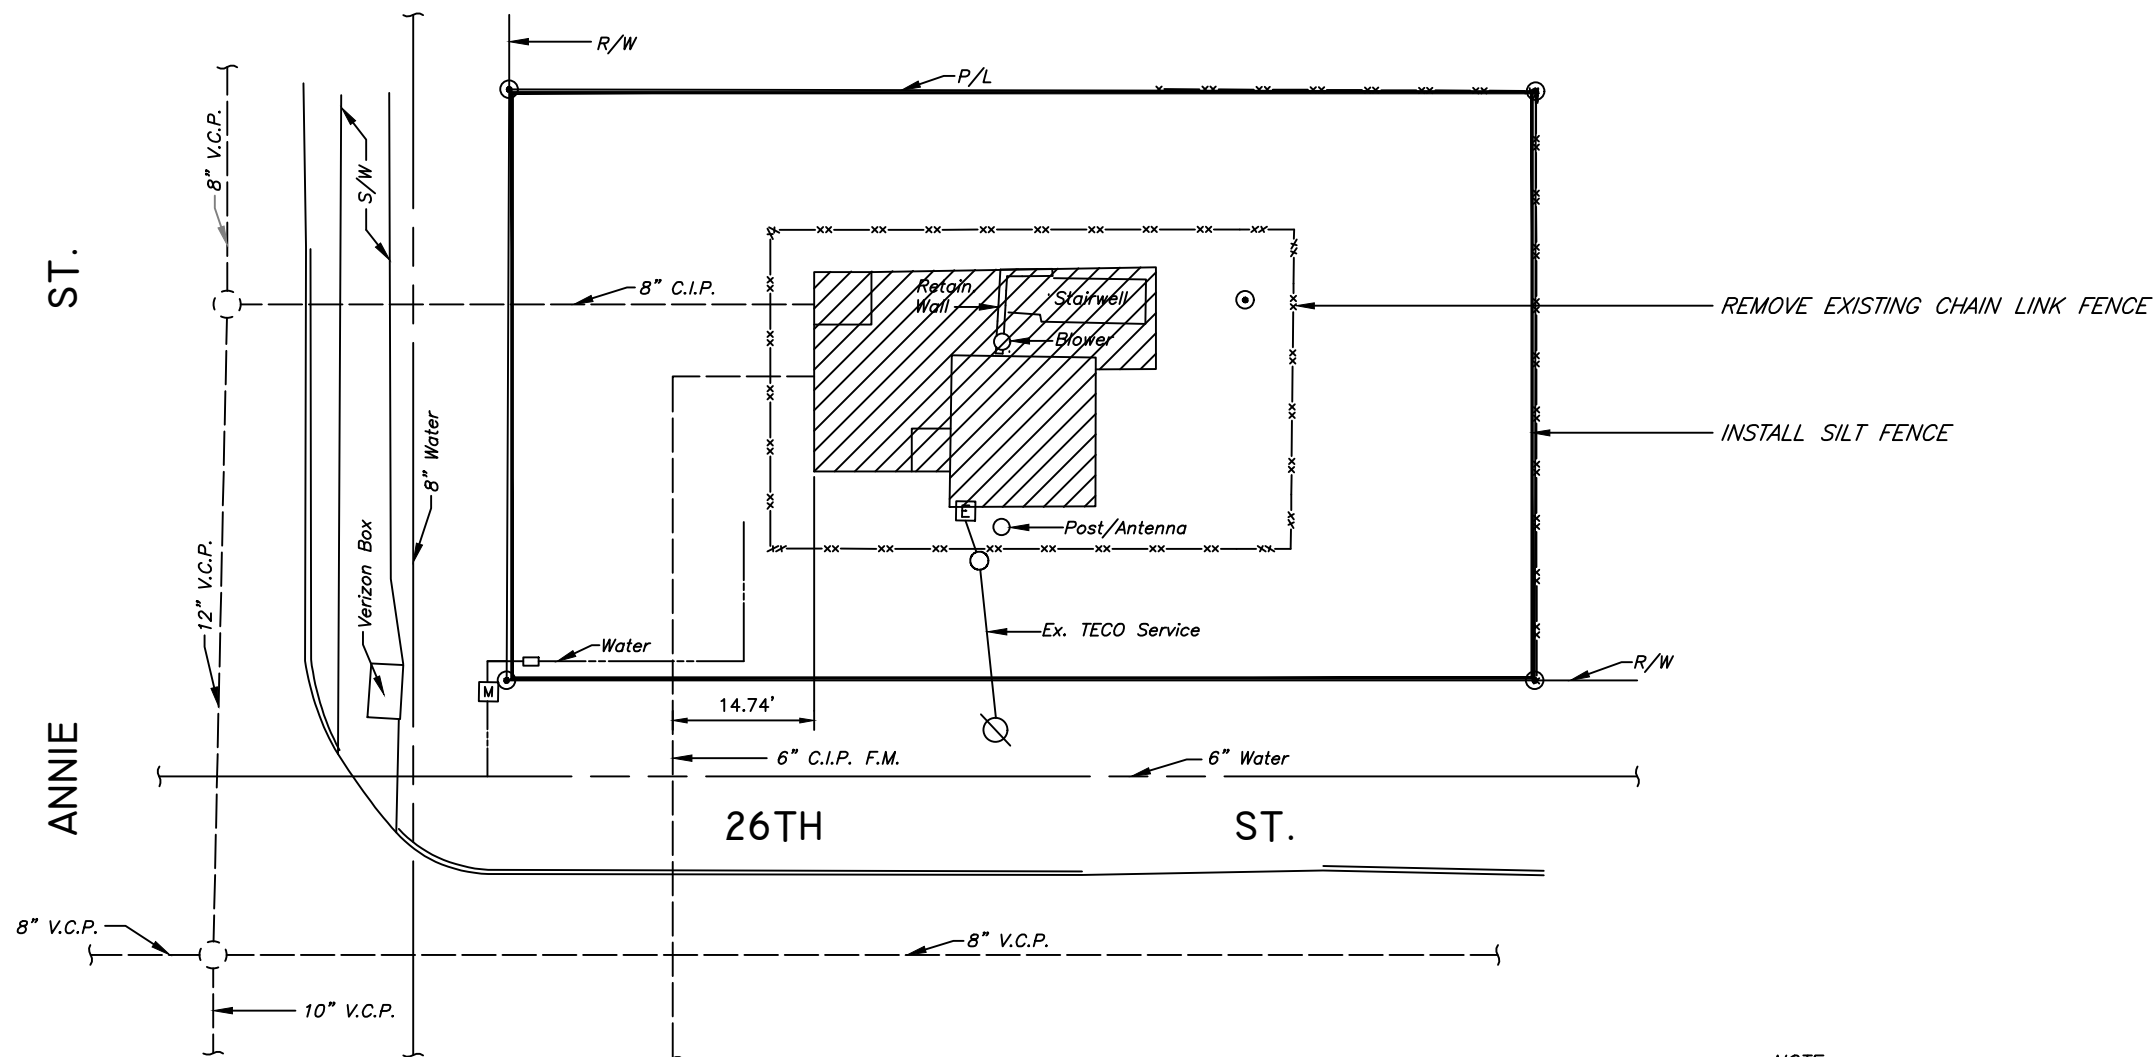 R/W
P/L
8" V.C.P.
S/W
ST.
8" C.I.P.
Retain
Wall
Stairwell
Blower
REMOVE EXISTING CHAIN LINK FENCE
INSTALL SILT FENCE
8" Water
Verizon Box
12" V.C.P.
E
Post/Antenna
Ex. TECO Service
Water
M
R/W
14.74'
6" C.I.P. F.M.
6" Water
ANNIE
26TH ST.
8" V.C.P.
8" V.C.P.
10" V.C.P.
NOTE